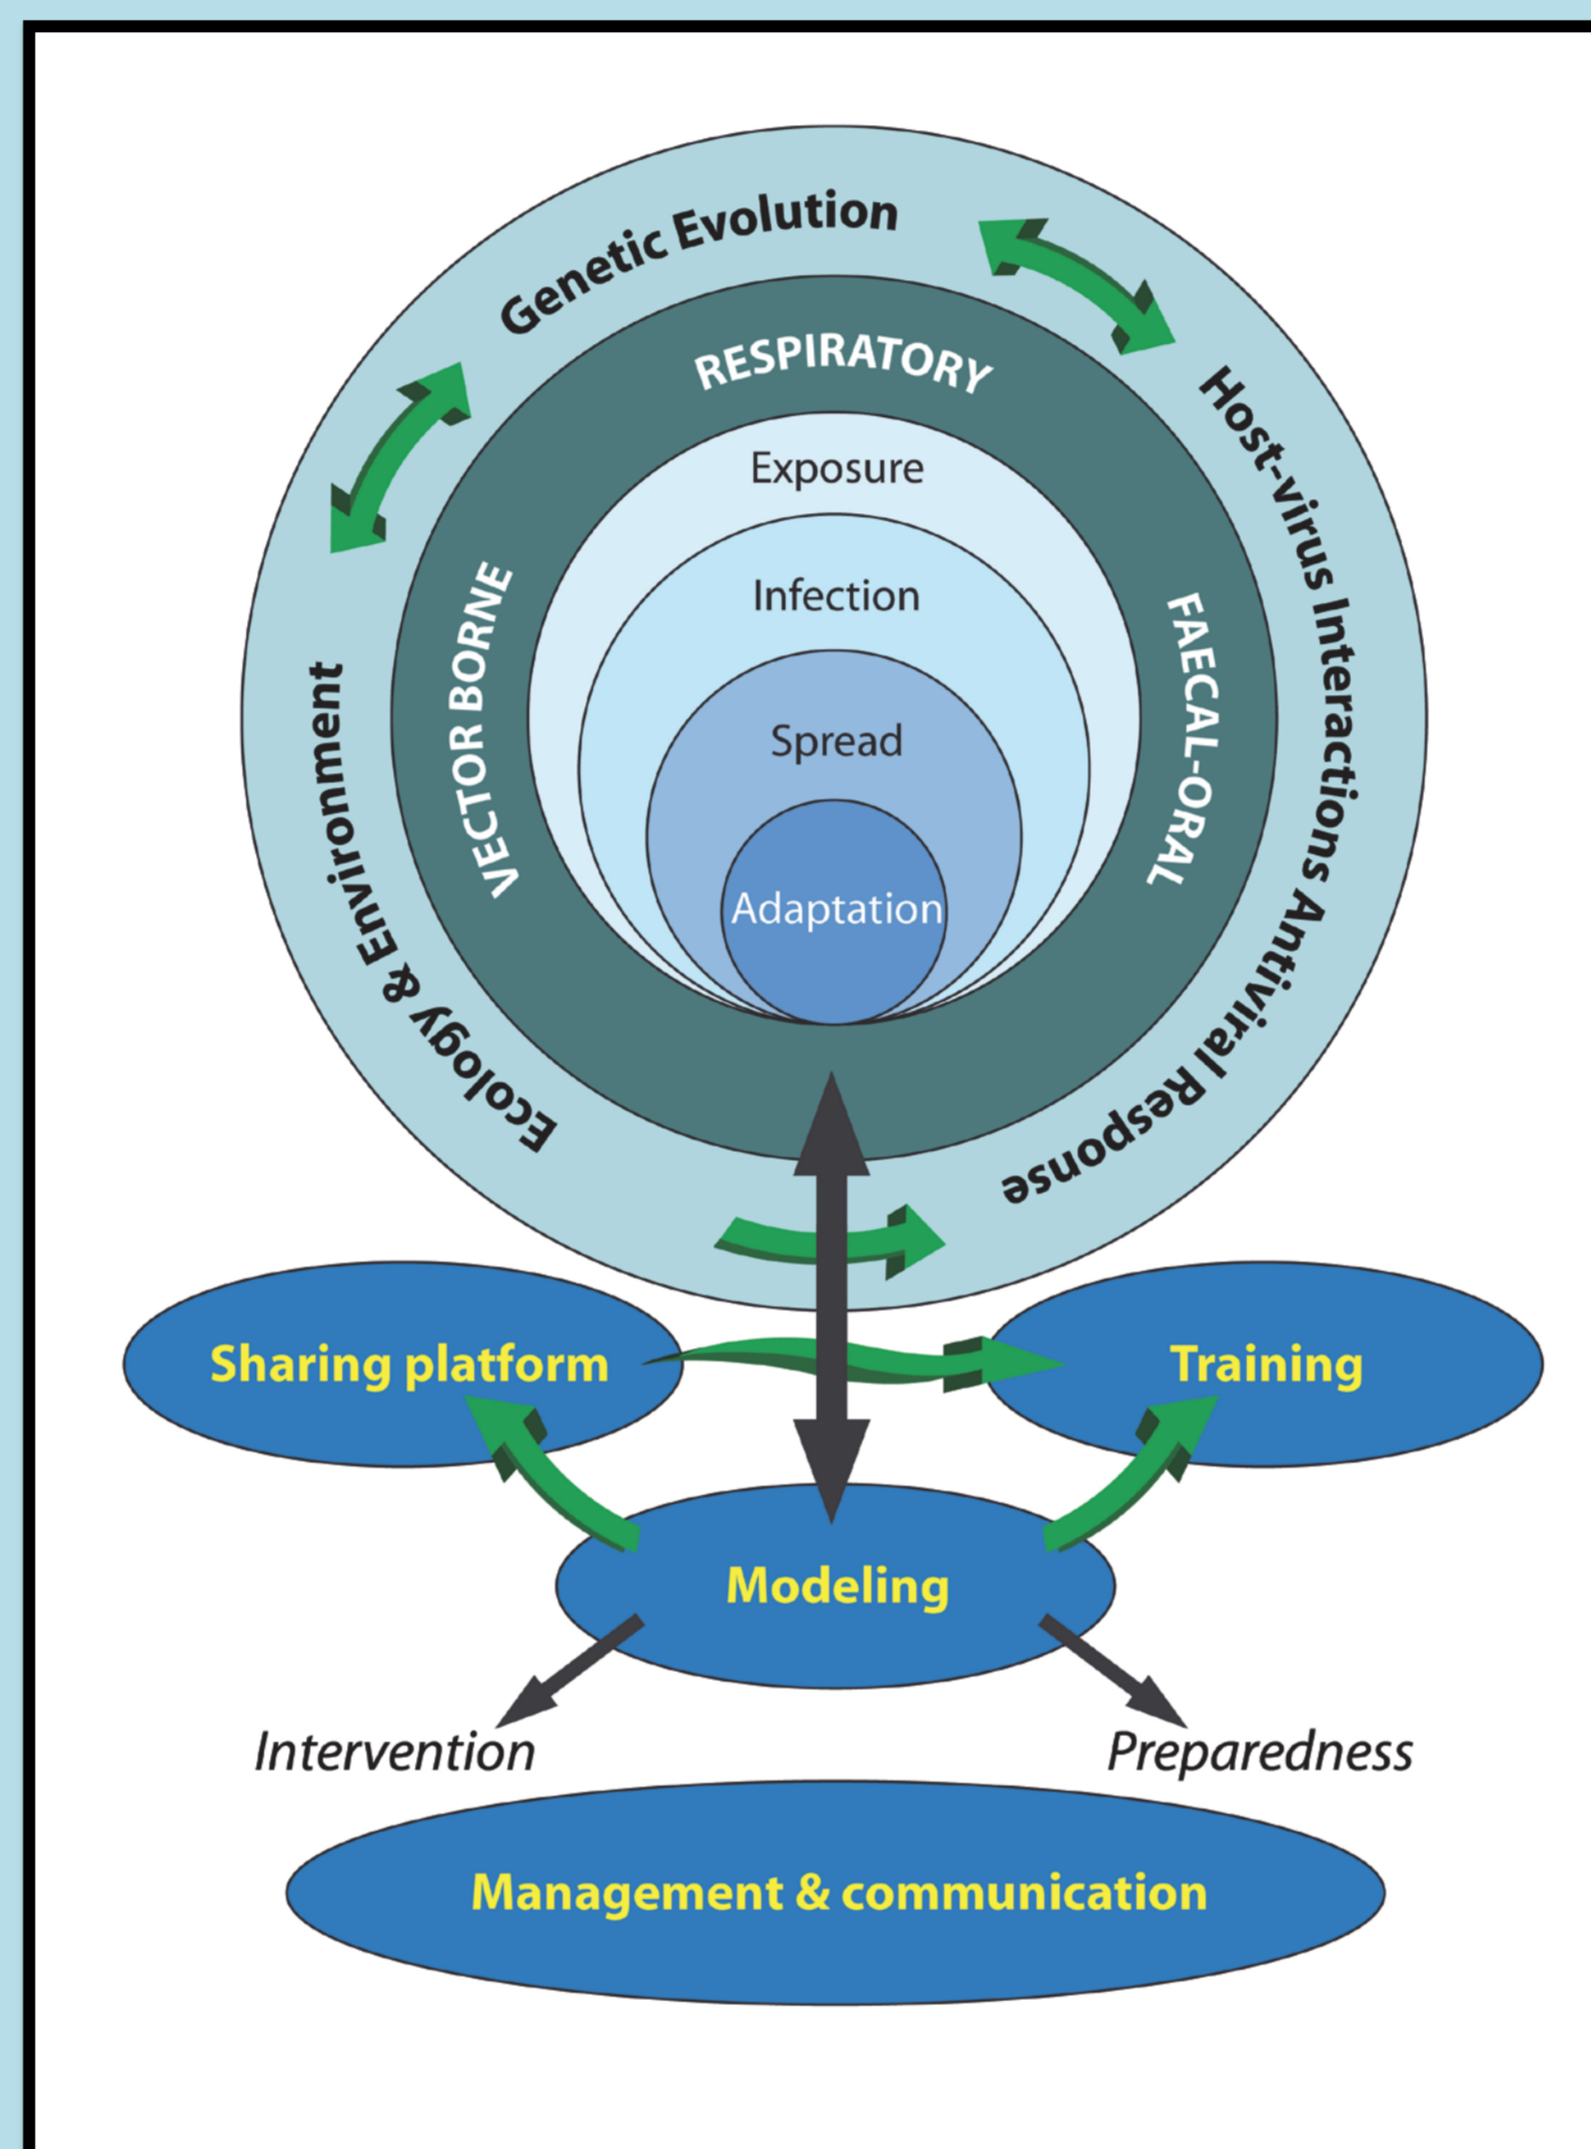 Genetic Evolution
Host-virus Interactions Antiviral Response
Ecology & Environment
RESPIRATORY
FAECAL-ORAL
VECTOR BORNE
Exposure
Infection
Spread
Adaptation
Sharing platform
Training
Modeling
Intervention
Preparedness
Management & communication